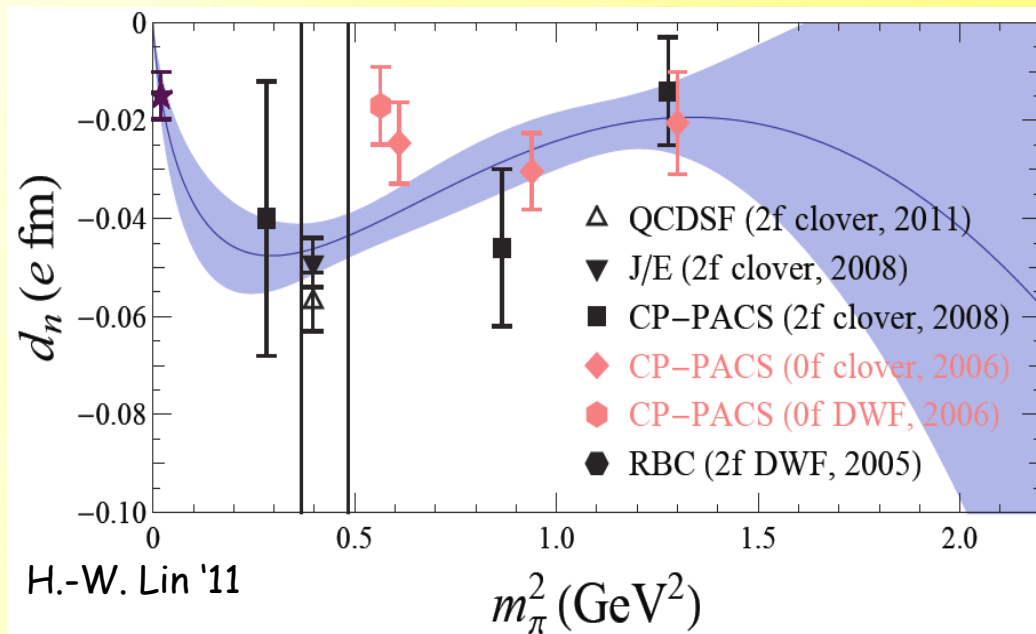 0
−0.02
−0.04
−0.06
−0.08
−0.10
d_n (e fm)
QCDSF (2f clover, 2011)
J/E (2f clover, 2008)
CP−PACS (2f clover, 2008)
CP−PACS (0f clover, 2006)
CP−PACS (0f DWF, 2006)
RBC (2f DWF, 2005)
0 0.5 1.0 1.5 2.0
H.-W. Lin '11
m_π^2 (GeV^2)